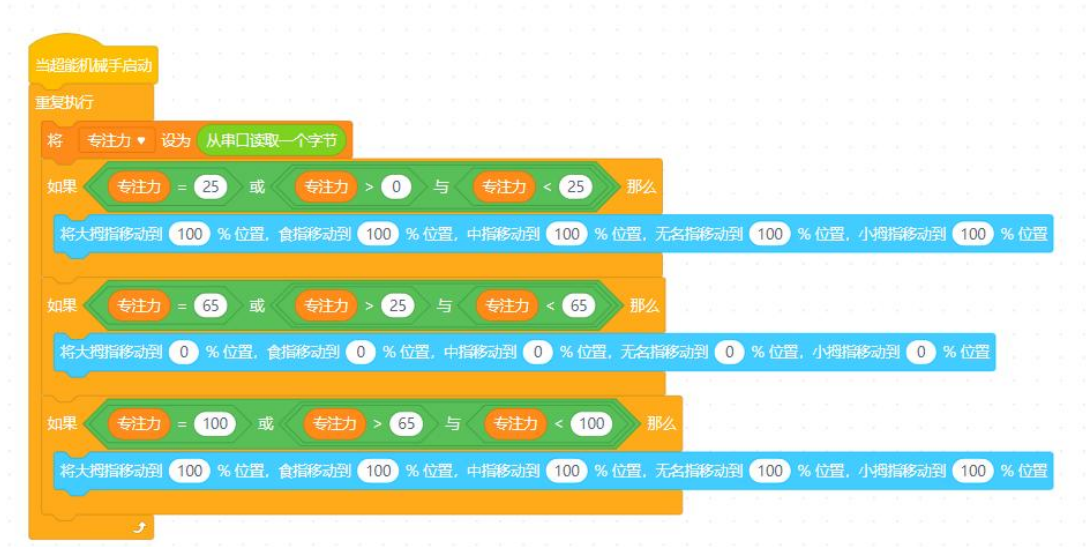 当超能机械手启动
重复执行
将 专注力 设为 从串口读取一个字节
如果 专注力 = 25 或 专注力 > 0 与 专注力 < 25 那么
将大拇指移动到 100 % 位置, 食指移动到 100 % 位置, 中指移动到 100 % 位置, 无名指移动到 100 % 位置, 小拇指移动到 100 % 位置
如果 专注力 = 65 或 专注力 > 25 与 专注力 < 65 那么
将大拇指移动到 0 % 位置, 食指移动到 0 % 位置, 中指移动到 0 % 位置, 无名指移动到 0 % 位置, 小拇指移动到 0 % 位置
如果 专注力 = 100 或 专注力 > 65 与 专注力 < 100 那么
将大拇指移动到 100 % 位置, 食指移动到 100 % 位置, 中指移动到 100 % 位置, 无名指移动到 100 % 位置, 小拇指移动到 100 % 位置